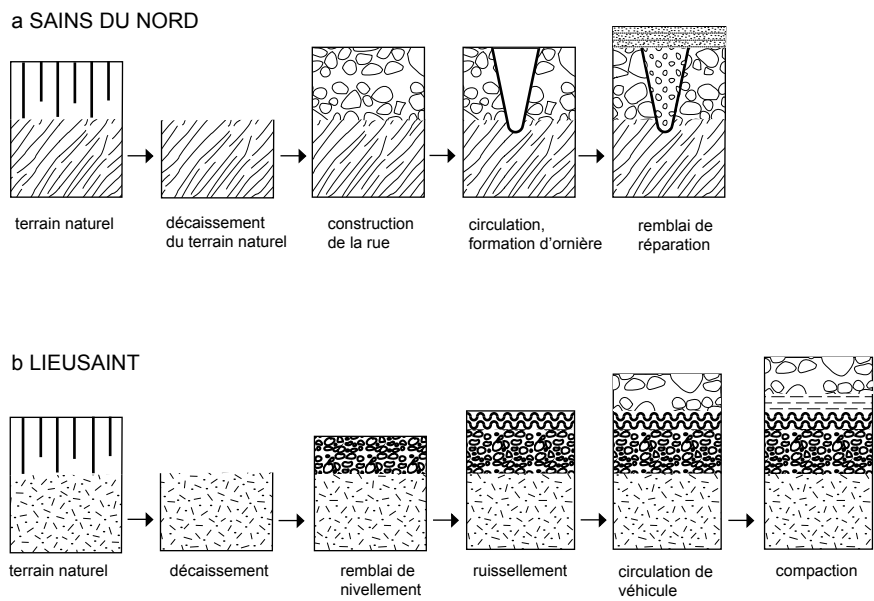 a SAINS DU NORD
terrain naturel
décaissement
du terrain naturel
construction
de la rue
circulation,
formation d'ornière
remblai de
réparation
b LIEUSAINT
terrain naturel
décaissement
remblai de
nivellement
ruissellement
circulation de
véhicule
compaction